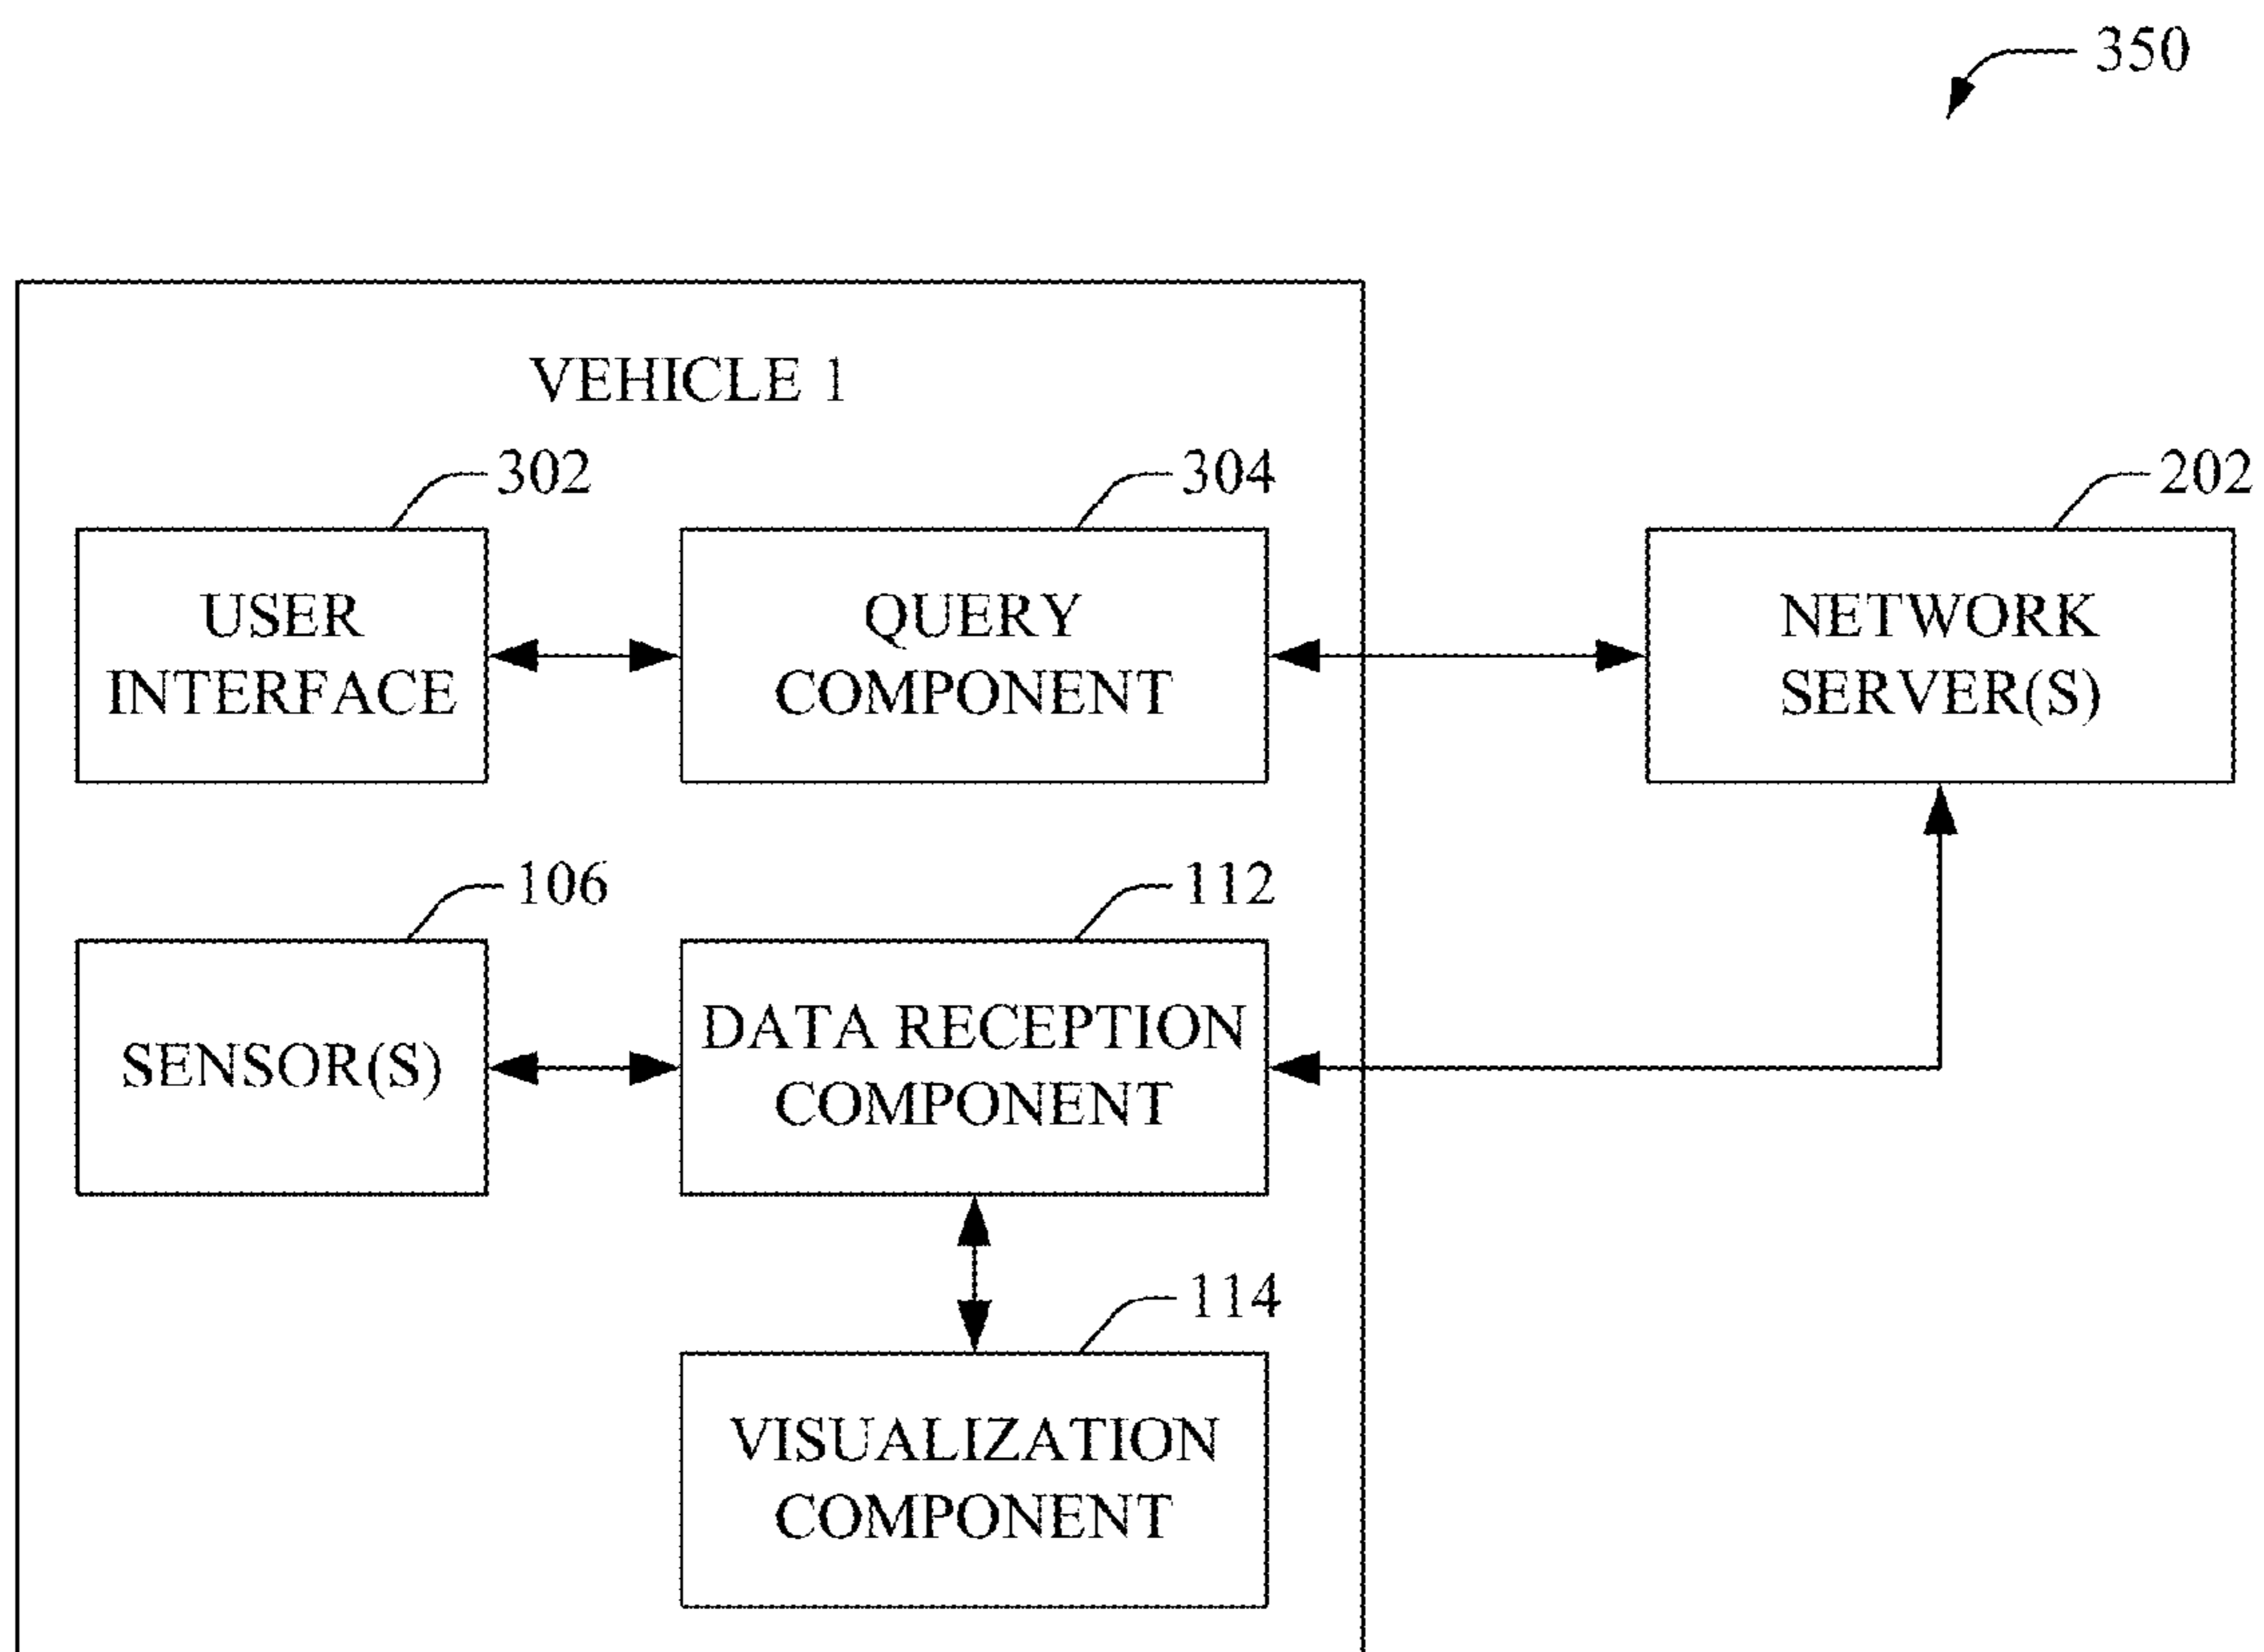 350
VEHICLE 1
302
304
202
USER
INTERFACE
QUERY
COMPONENT
NETWORK
SERVER(S)
106
112
SENSOR(S)
DATA RECEPTION
COMPONENT
114
VISUALIZATION
COMPONENT